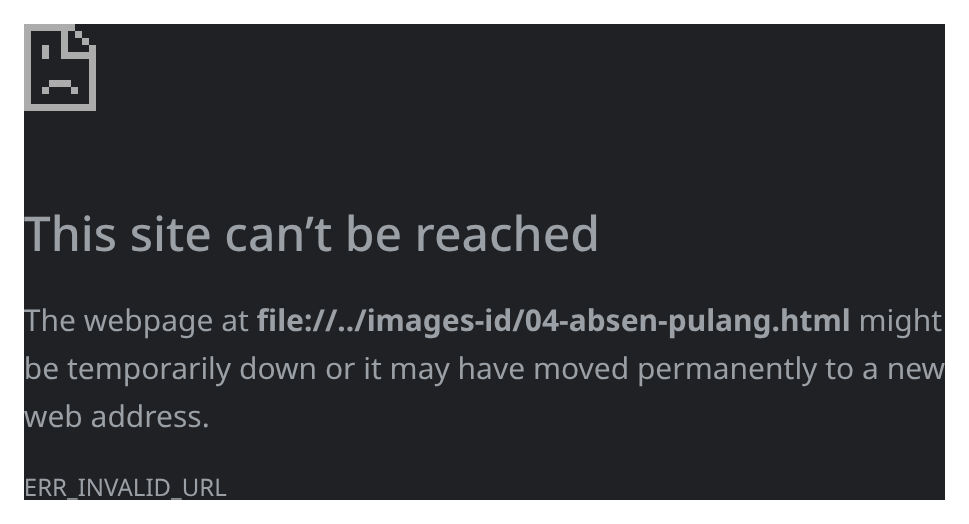 This site can’t be reached
The webpage at file://../images-id/04-absen-pulang.html might
be temporarily down or it may have moved permanently to a new
web address.
ERR_INVALID_URL